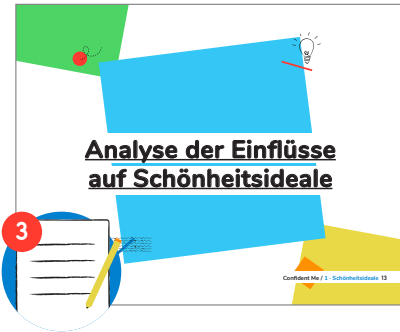 Analyse der Einflüsse
auf Schönheitsideale
3
Confident Me / 1 - Schönheitsideale 13